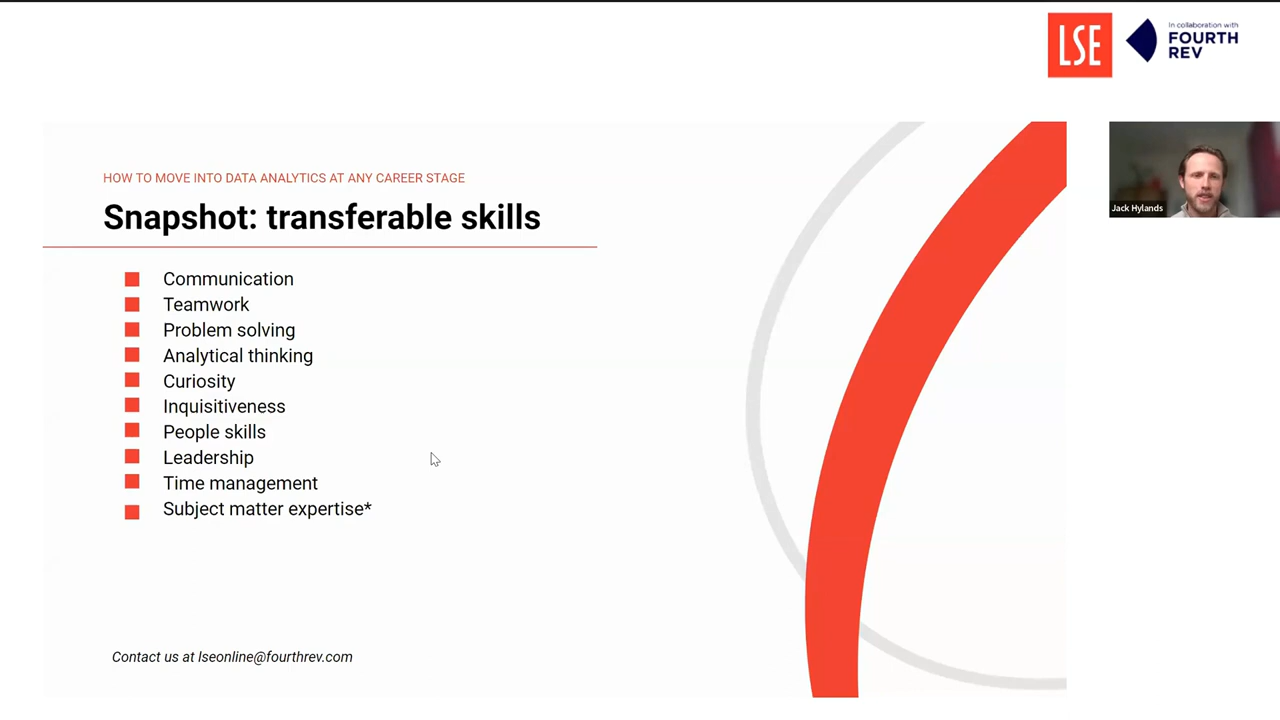 LSE
In collaboration with
FOURTH
REV
HOW TO MOVE INTO DATA ANALYTICS AT ANY CAREER STAGE
Snapshot: transferable skills
Communication
Teamwork
Problem solving
Analytical thinking
Curiosity
Inquisitiveness
People skills
Leadership
Time management
Subject matter expertise*
Contact us at lseonline@fourthrev.com
Jack Hylands